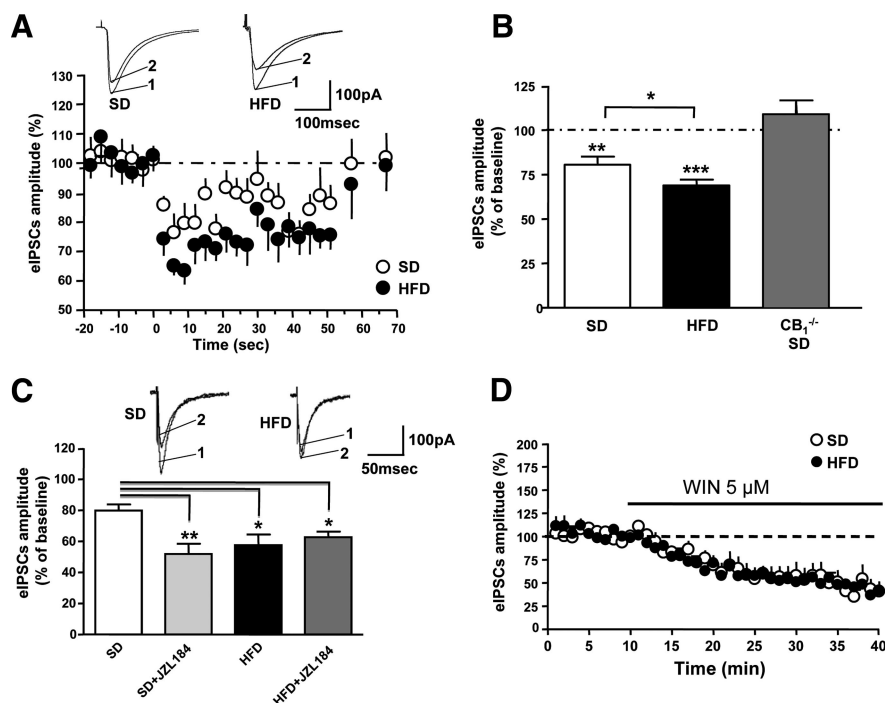 A
2
1
SD
2
1
HFD
100pA
100msec
eIPSCs amplitude (%)
130
120
110
100
90
80
70
60
50
-20 -10 0 10 20 30 40 50 60 70
Time (sec)
SD
HFD
B
eIPSCs amplitude
(% of baseline)
125
100
75
50
25
0
*
**
***
SD HFD CB1-/-
SD
C
SD
2
1
HFD
1
2
100pA
50msec
eIPSCs amplitude
(% of baseline)
120
100
80
60
40
80
0
**
*
*
SD
SD+JZL184
HFD
HFD+JZL184
D
SD
HFD
WIN 5 µM
eIPSCs amplitude (%)
200
175
150
125
100
75
50
25
0
0 5 10 15 20 25 30 35 40
Time (min)